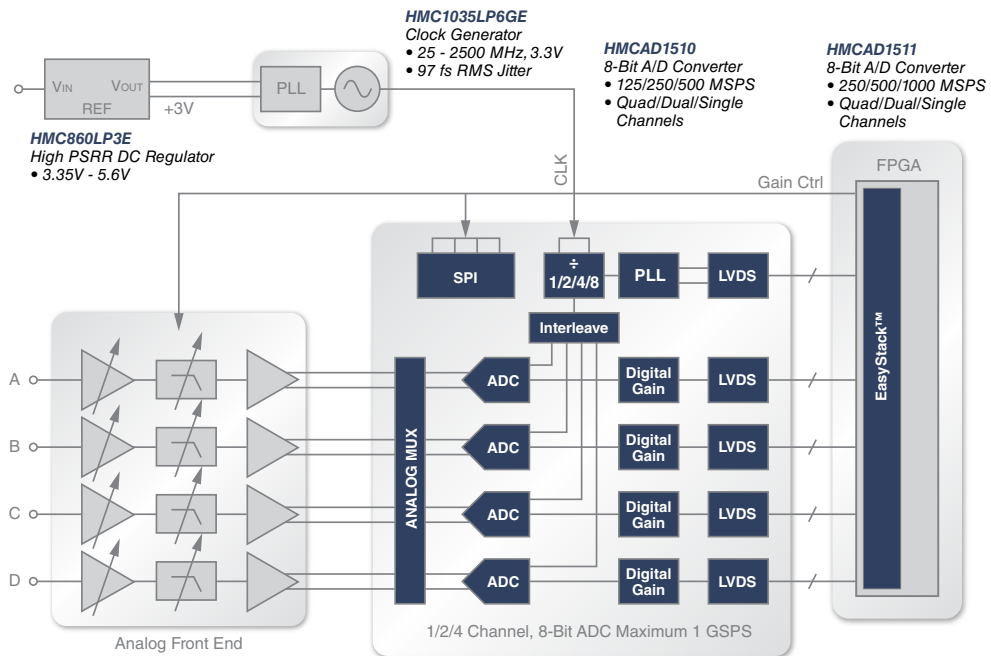 HMC1035LP6GE
Clock Generator
• 25 - 2500 MHz, 3.3V
• 97 fs RMS Jitter
HMCAD1510
8-Bit A/D Converter
• 125/250/500 MSPS
• Quad/Dual/Single
Channels
HMCAD1511
8-Bit A/D Converter
• 250/500/1000 MSPS
• Quad/Dual/Single
Channels
VIN
VOUT
REF
+3V
PLL
HMC860LP3E
High PSRR DC Regulator
• 3.35V - 5.6V
CLK
Gain Ctrl
FPGA
EasyStack™
SPI
÷
1/2/4/8
PLL
LVDS
Interleave
A
ADC
Digital
Gain
LVDS
B
ADC
Digital
Gain
LVDS
ANALOG MUX
C
ADC
Digital
Gain
LVDS
D
ADC
Digital
Gain
LVDS
Analog Front End
1/2/4 Channel, 8-Bit ADC Maximum 1 GSPS